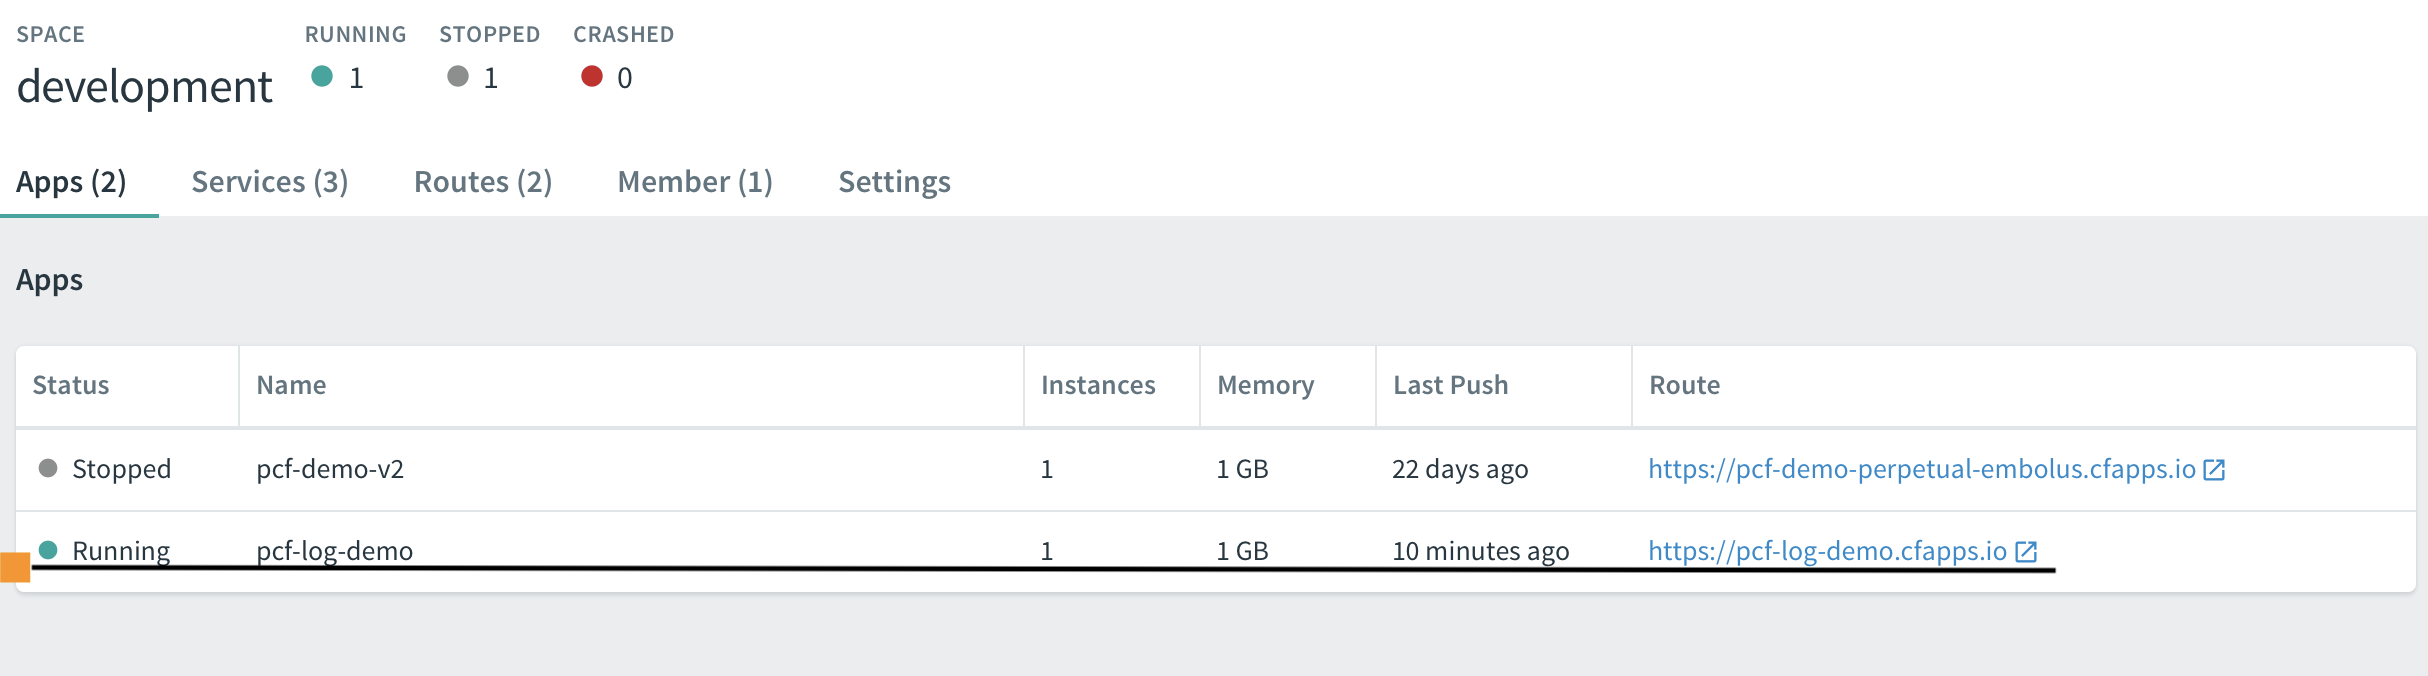 SPACE RUNNING STOPPED CRASHED
development 1 1 0
Apps (2) Services (3) Routes (2) Member (1) Settings
Apps
Status Name Instances Memory Last Push Route
Stopped pcf-demo-v2 1 1 GB 22 days ago https://pcf-demo-perpetual-embolus.cfapps.io
Running pcf-log-demo 1 1 GB 10 minutes ago https://pcf-log-demo.cfapps.io